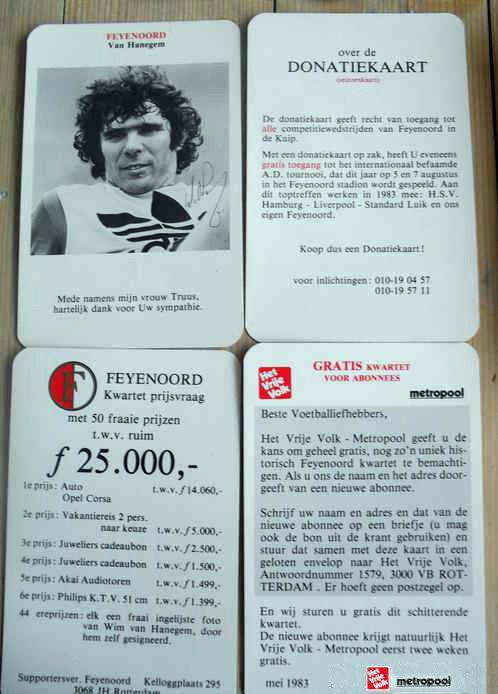 FEYENOORD
Van Hanegem
Mede namens mijn vrouw Truus,
hartelijk dank voor Uw sympathie.
over de
DONATIEKAART
(seizoenkaart)
De donatiekaart geeft recht van toegang tot
alle competitiewedstrijden van Feyenoord in
de Kuip.
Met een donatiekaart op zak, heeft U eveneens
gratis toegang tot het internationaal befaamde
A.D. tournooi, dat dit jaar op 5 en 7 augustus
in het Feyenoord stadion wordt gespeeld. Aan
dit toptreffen werken in 1983 mee: H.S.V.
Hamburg - Liverpool - Standard Luik en ons
eigen Feyenoord.
Koop dus een Donatiekaart!
voor inlichtingen: 010-19 04 57
010-19 57 11
F
FEYENOORD
Kwartet prijsvraag
met 50 fraaie prijzen
t.w.v. ruim
ƒ 25.000,-
1e prijs: Auto
Opel Corsa t.w.v. ƒ 14.060,-
2e prijs: Vakantiereis 2 pers.
naar keuze t.w.v. ƒ 5.000,-
3e prijs: Juweliers cadeaubon t.w.v. ƒ 2.500,-
4e prijs: Juweliers cadeaubon t.w.v. ƒ 1.500,-
5e prijs: Akai Audiotoren t.w.v. ƒ 1.499,-
6e prijs: Philips K.T.V. 51 cm t.w.v. ƒ 1.399,-
44 ereprijzen: elk een fraai ingelijste foto
van Wim van Hanegem, door
hem zelf gesigneerd.
Supportersver. Feyenoord Kelloggplaats 295
3068 JH Rotterdam
Het
Vrije
Volk
GRATIS KWARTET
VOOR ABONNEES
metropool
Beste Voetballiefhebbers,
Het Vrije Volk - Metropool geeft u de
kans om geheel gratis, nog zo'n uniek his-
torisch Feyenoord kwartet te bemachti-
gen. Als u ons de naam en het adres door-
geeft van een nieuwe abonnee.
Schrijf uw naam en adres en dat van de
nieuwe abonnee op een briefje (u mag
ook de bon uit de krant gebruiken) en
stuur dat samen met deze kaart in een
gesloten envelop naar Het Vrije Volk,
Antwoordnummer 1579, 3000 VB ROT-
TERDAM . Er hoeft geen postzegel op.
En wij sturen u gratis dit schitterende
kwartet.
De nieuwe abonnee krijgt natuurlijk Het
Vrije Volk - Metropool eerst twee weken
gratis.
mei 1983
Het
Vrije
Volk
metropool